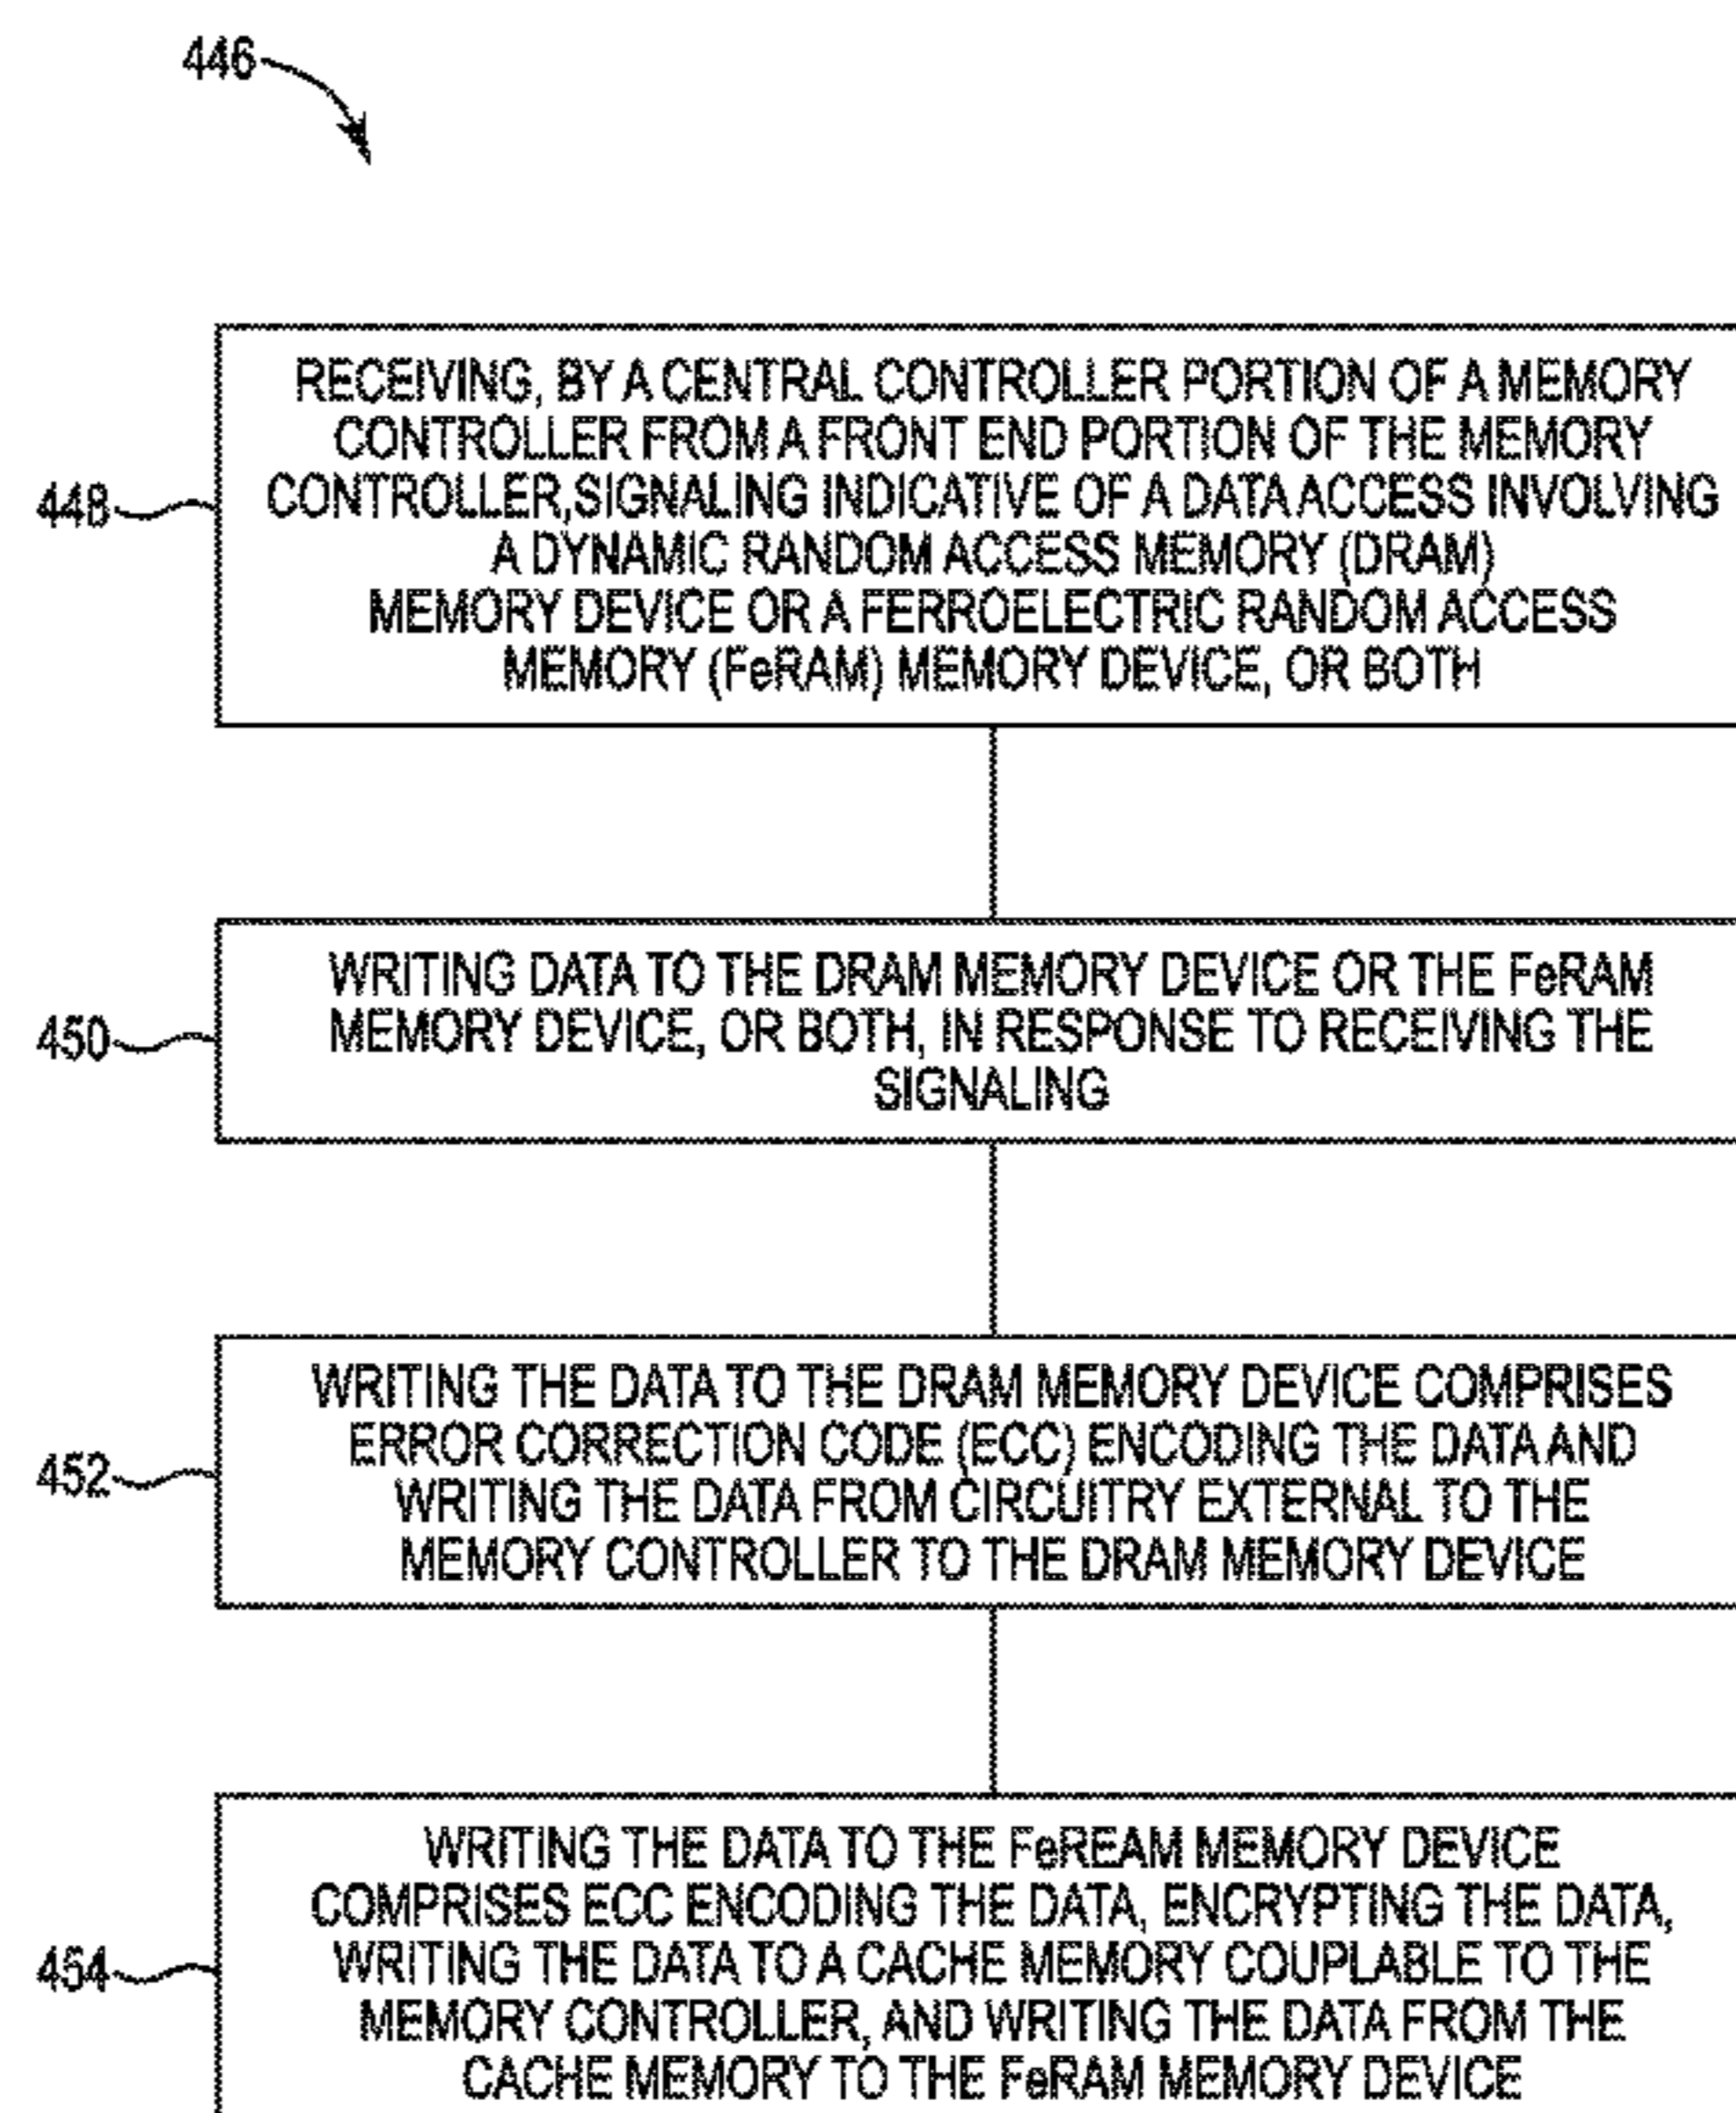 446
RECEIVING, BY A CENTRAL CONTROLLER PORTION OF A MEMORY
CONTROLLER FROM A FRONT END PORTION OF THE MEMORY
448
CONTROLLER,SIGNALING INDICATIVE OF A DATA ACCESS INVOLVING
A DYNAMIC RANDOM ACCESS MEMORY (DRAM)
MEMORY DEVICE OR A FERROELECTRIC RANDOM ACCESS
MEMORY (FeRAM) MEMORY DEVICE, OR BOTH
WRITING DATA TO THE DRAM MEMORY DEVICE OR THE FeRAM
450
MEMORY DEVICE, OR BOTH, IN RESPONSE TO RECEIVING THE
SIGNALING
WRITING THE DATA TO THE DRAM MEMORY DEVICE COMPRISES
ERROR CORRECTION CODE (ECC) ENCODING THE DATA AND
452
WRITING THE DATA FROM CIRCUITRY EXTERNAL TO THE
MEMORY CONTROLLER TO THE DRAM MEMORY DEVICE
WRITING THE DATA TO THE FeREAM MEMORY DEVICE
COMPRISES ECC ENCODING THE DATA, ENCRYPTING THE DATA,
454
WRITING THE DATA TO A CACHE MEMORY COUPLABLE TO THE
MEMORY CONTROLLER, AND WRITING THE DATA FROM THE
CACHE MEMORY TO THE FeRAM MEMORY DEVICE